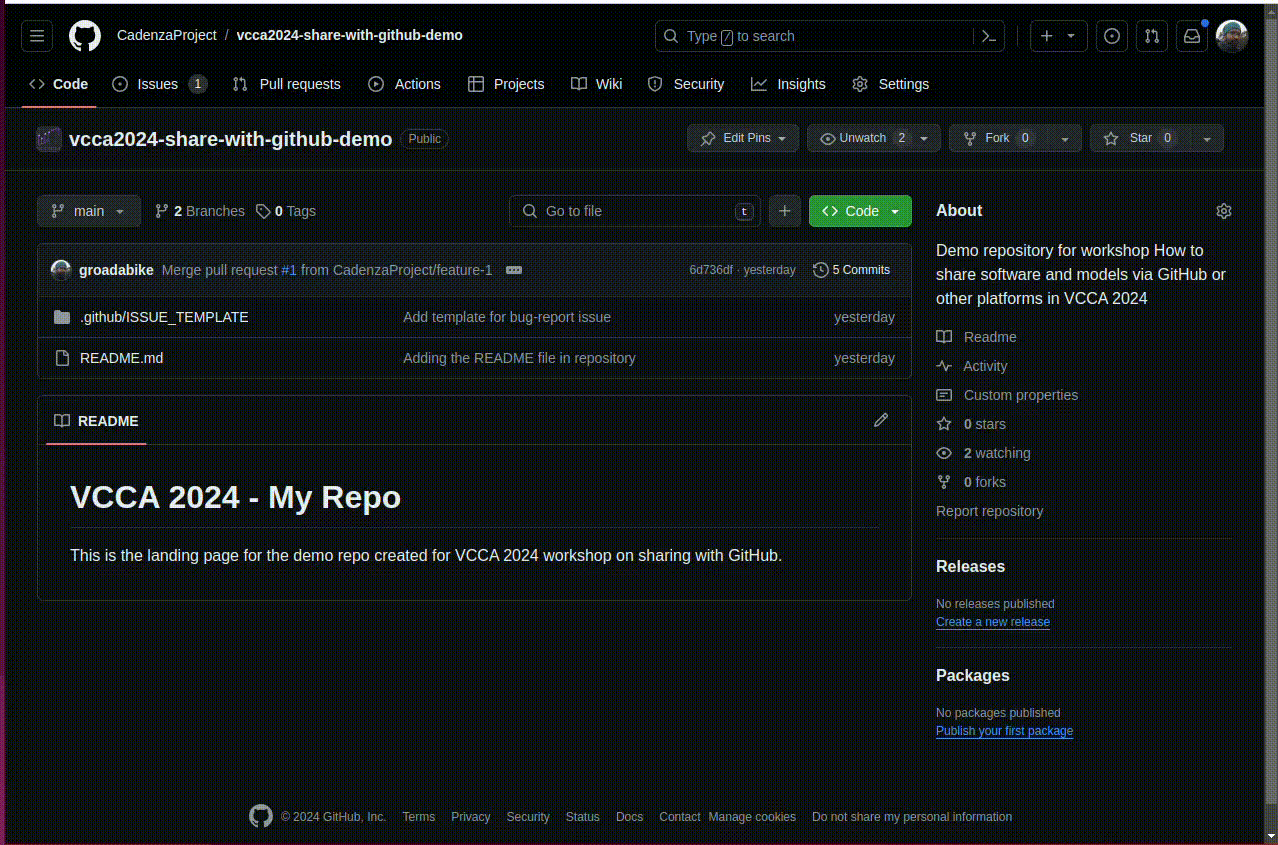 CadenzaProject / vcca2024-share-with-github-demo
Type / to search
Code Issues 1 Pull requests Actions Projects Wiki Security Insights Settings
vcca2024-share-with-github-demo Public
Edit Pins Unwatch 2 Fork 0 Star 0
main 2 Branches 0 Tags Go to file t Code
groadabike Merge pull request #1 from CadenzaProject/feature-1 6d736df · yesterday 5 Commits
.github/ISSUE_TEMPLATE Add template for bug-report issue yesterday
README.md Adding the README file in repository yesterday
README
VCCA 2024 - My Repo
This is the landing page for the demo repo created for VCCA 2024 workshop on sharing with GitHub.
About
Demo repository for workshop How to
share software and models via GitHub or
other platforms in VCCA 2024
Readme
Activity
Custom properties
0 stars
2 watching
0 forks
Report repository
Releases
No releases published
Create a new release
Packages
No packages published
Publish your first package
© 2024 GitHub, Inc. Terms Privacy Security Status Docs Contact Manage cookies Do not share my personal information